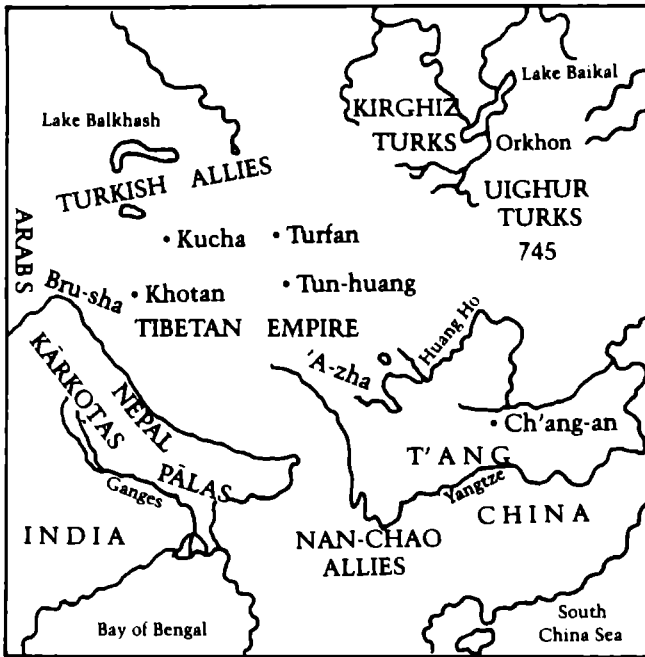 Lake Baikal
Lake Balkhash
KIRGHIZ
TURKS
Orkhon
TURKISH ALLIES
UIGHUR
TURKS
745
ARABS
Kucha
Turfan
Bru-sha
Khotan
Tun-huang
TIBETAN EMPIRE
'A-zha
Huang Ho
KĀRKOTAS
NEPAL
PĀLAS
Ch'ang-an
T'ANG
Ganges
Yangtze
CHINA
INDIA
NAN-CHAO
ALLIES
Bay of Bengal
South
China Sea